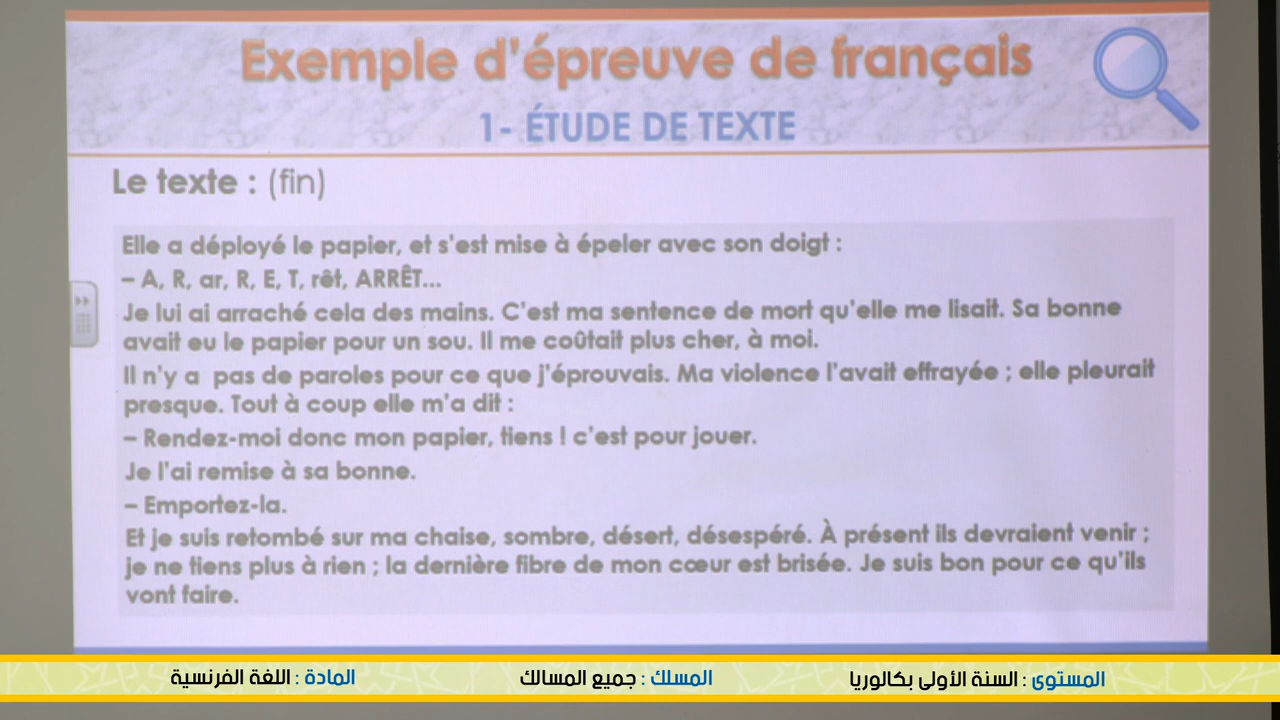 Exemple d'épreuve de français
1- ÉTUDE DE TEXTE
Le texte : (fin)
Elle a déployé le papier, et s'est mise à épeler avec son doigt :
– A, R, ar, R, E, T, rêt, ARRÊT...
Je lui ai arraché cela des mains. C'est ma sentence de mort qu'elle me lisait. Sa bonne
avait eu le papier pour un sou. Il me coûtait plus cher, à moi.
Il n'y a pas de paroles pour ce que j'éprouvais. Ma violence l'avait effrayée ; elle pleurait
presque. Tout à coup elle m'a dit :
– Rendez-moi donc mon papier, tiens ! c'est pour jouer.
Je l'ai remise à sa bonne.
– Emportez-la.
Et je suis retombé sur ma chaise, sombre, désert, désespéré. À présent ils devraient venir ;
je ne tiens plus à rien ; la dernière fibre de mon cœur est brisée. Je suis bon pour ce qu'ils
vont faire.
المستوى : السنة الأولى بكالوريا المسلك : جميع المسالك المادة : اللغة الفرنسية